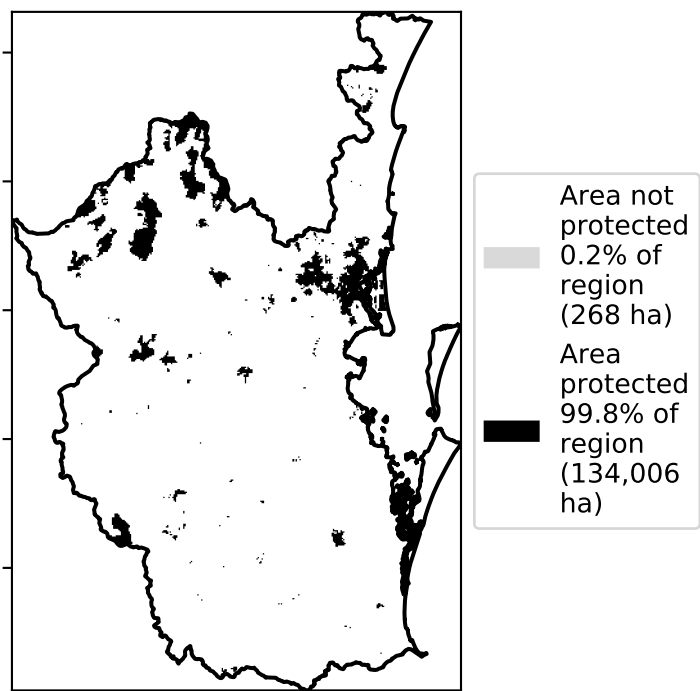 Area not
protected
0.2% of
region
(268 ha)
Area
protected
99.8% of
region
(134,006
ha)